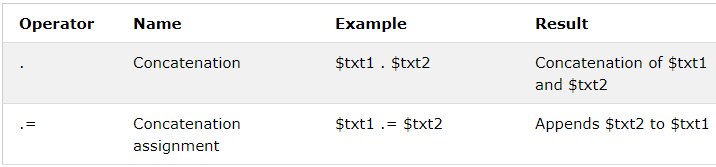 Operator Name Example Result
. Concatenation $txt1 . $txt2 Concatenation of $txt1
and $txt2
.= Concatenation $txt1 .= $txt2 Appends $txt2 to $txt1
assignment